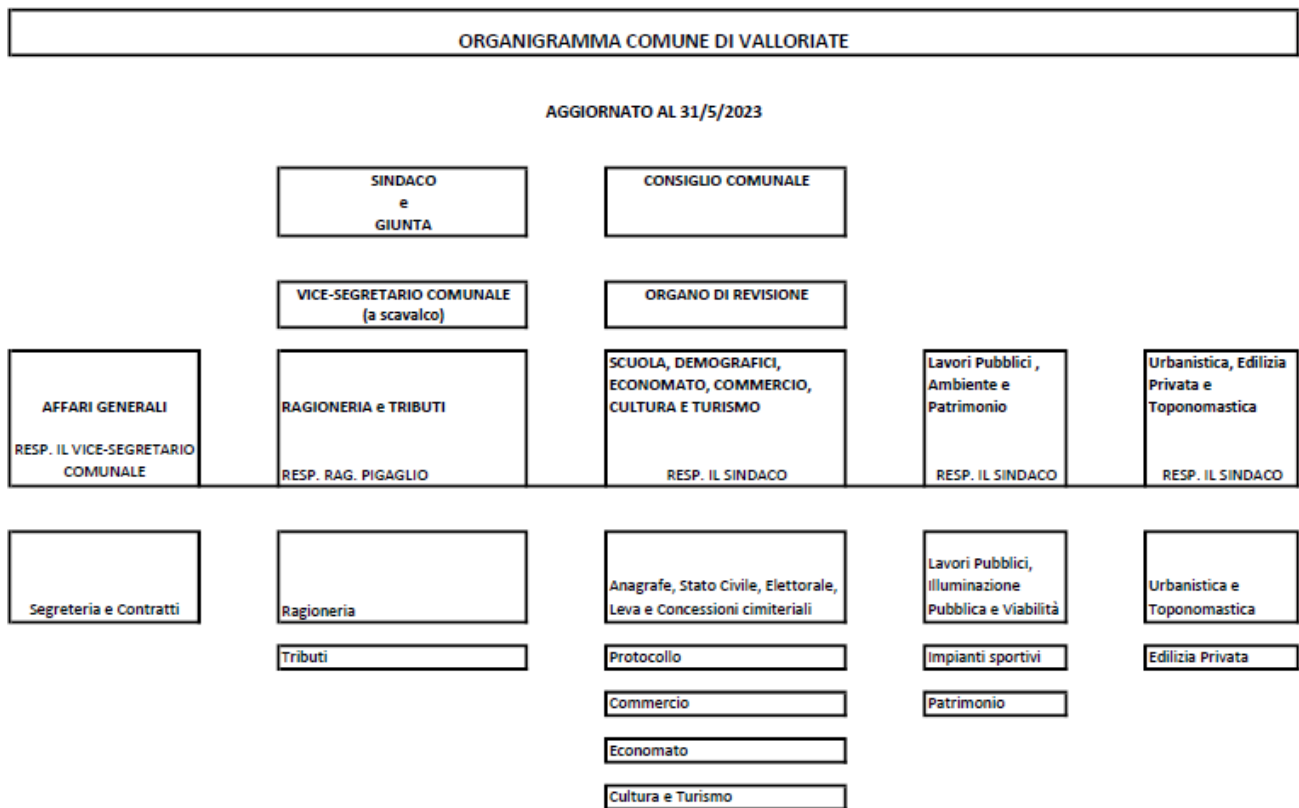 ORGANIGRAMMA COMUNE DI VALLORIATE
AGGIORNATO AL 31/5/2023
SINDACO
e
GIUNTA
CONSIGLIO COMUNALE
VICE-SEGRETARIO COMUNALE
(a scavalco)
ORGANO DI REVISIONE
AFFARI GENERALI
RESP. IL VICE-SEGRETARIO
COMUNALE
RAGIONERIA e TRIBUTI
RESP. RAG. PIGAGLIO
SCUOLA, DEMOGRAFICI,
ECONOMATO, COMMERCIO,
CULTURA E TURISMO
RESP. IL SINDACO
Lavori Pubblici ,
Ambiente e
Patrimonio
RESP. IL SINDACO
Urbanistica, Edilizia
Privata e
Toponomastica
RESP. IL SINDACO
Segreteria e Contratti
Ragioneria
Anagrafe, Stato Civile, Elettorale,
Leva e Concessioni cimiteriali
Lavori Pubblici,
Illuminazione
Pubblica e Viabilità
Urbanistica e
Toponomastica
Tributi
Protocollo
Impianti sportivi
Edilizia Privata
Commercio
Patrimonio
Economato
Cultura e Turismo